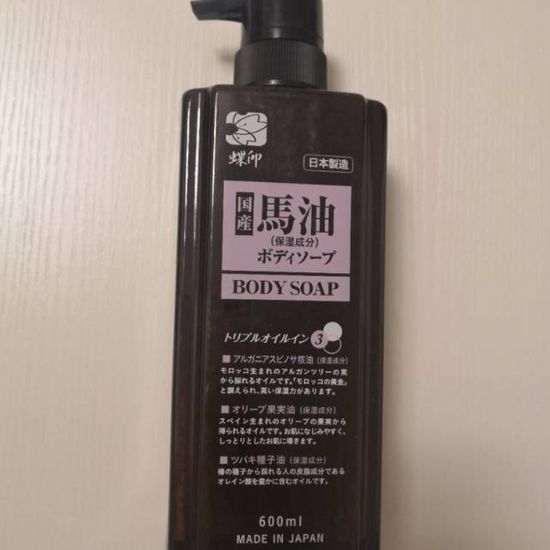 蝶印
日本製造
国産
馬油
(保湿成分)
ボディソープ
BODY SOAP
トリプルオイルイン 3
■アルガニアスピノサ核油(保湿成分)
モロッコ生まれのアルガンツリーの実
から採れるオイルです。「モロッコの黄金」
と讃えられ、高い保湿力があります。
■オリーブ果実油(保湿成分)
スペイン生まれのオリーブの果実から
得られるオイルです。お肌になじみやすく、
しっとりとしたお肌に導きます。
■ツバキ種子油(保湿成分)
椿の種子から採れる人の皮脂成分である
オレイン酸を豊かに含むオイルです。
600ml
MADE IN JAPAN